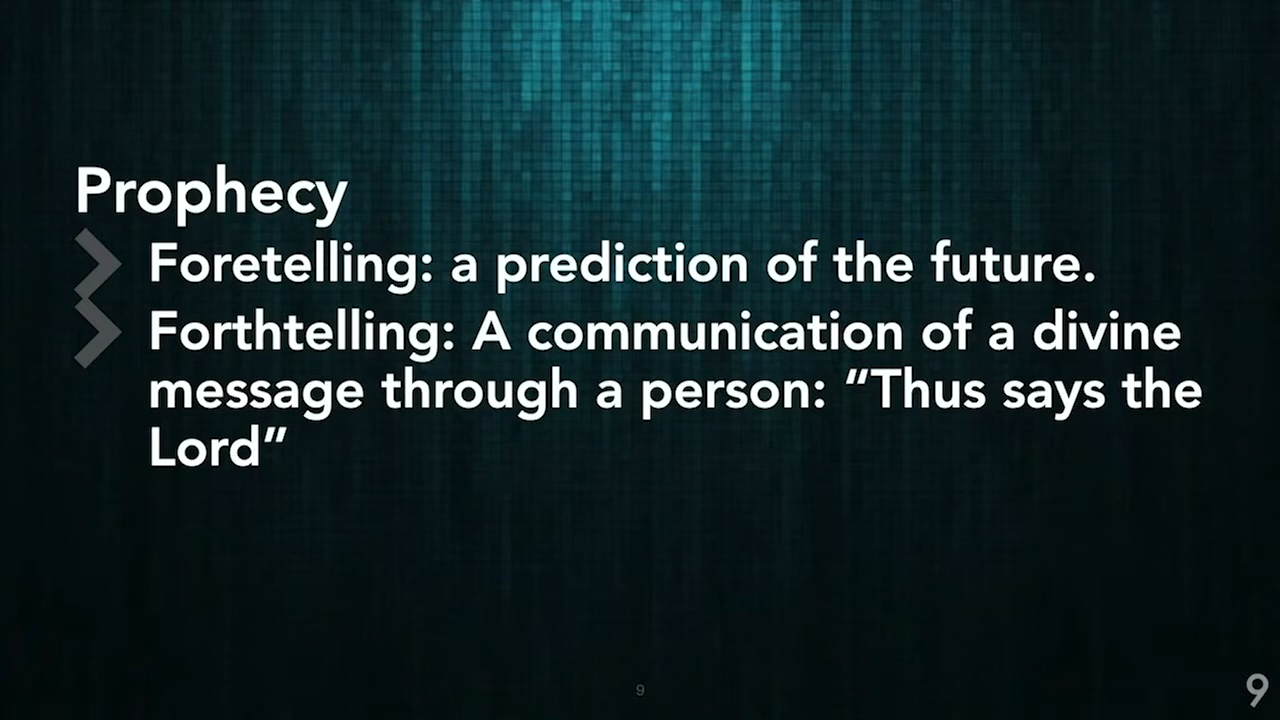 Prophecy
Foretelling: a prediction of the future.
Forthtelling: A communication of a divine
message through a person: “Thus says the
Lord”
9
9